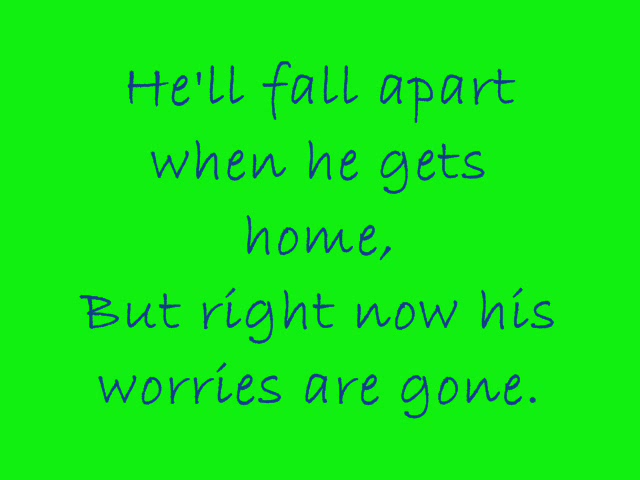 He'll fall apart
when he gets
home,
But right now his
worries are gone.